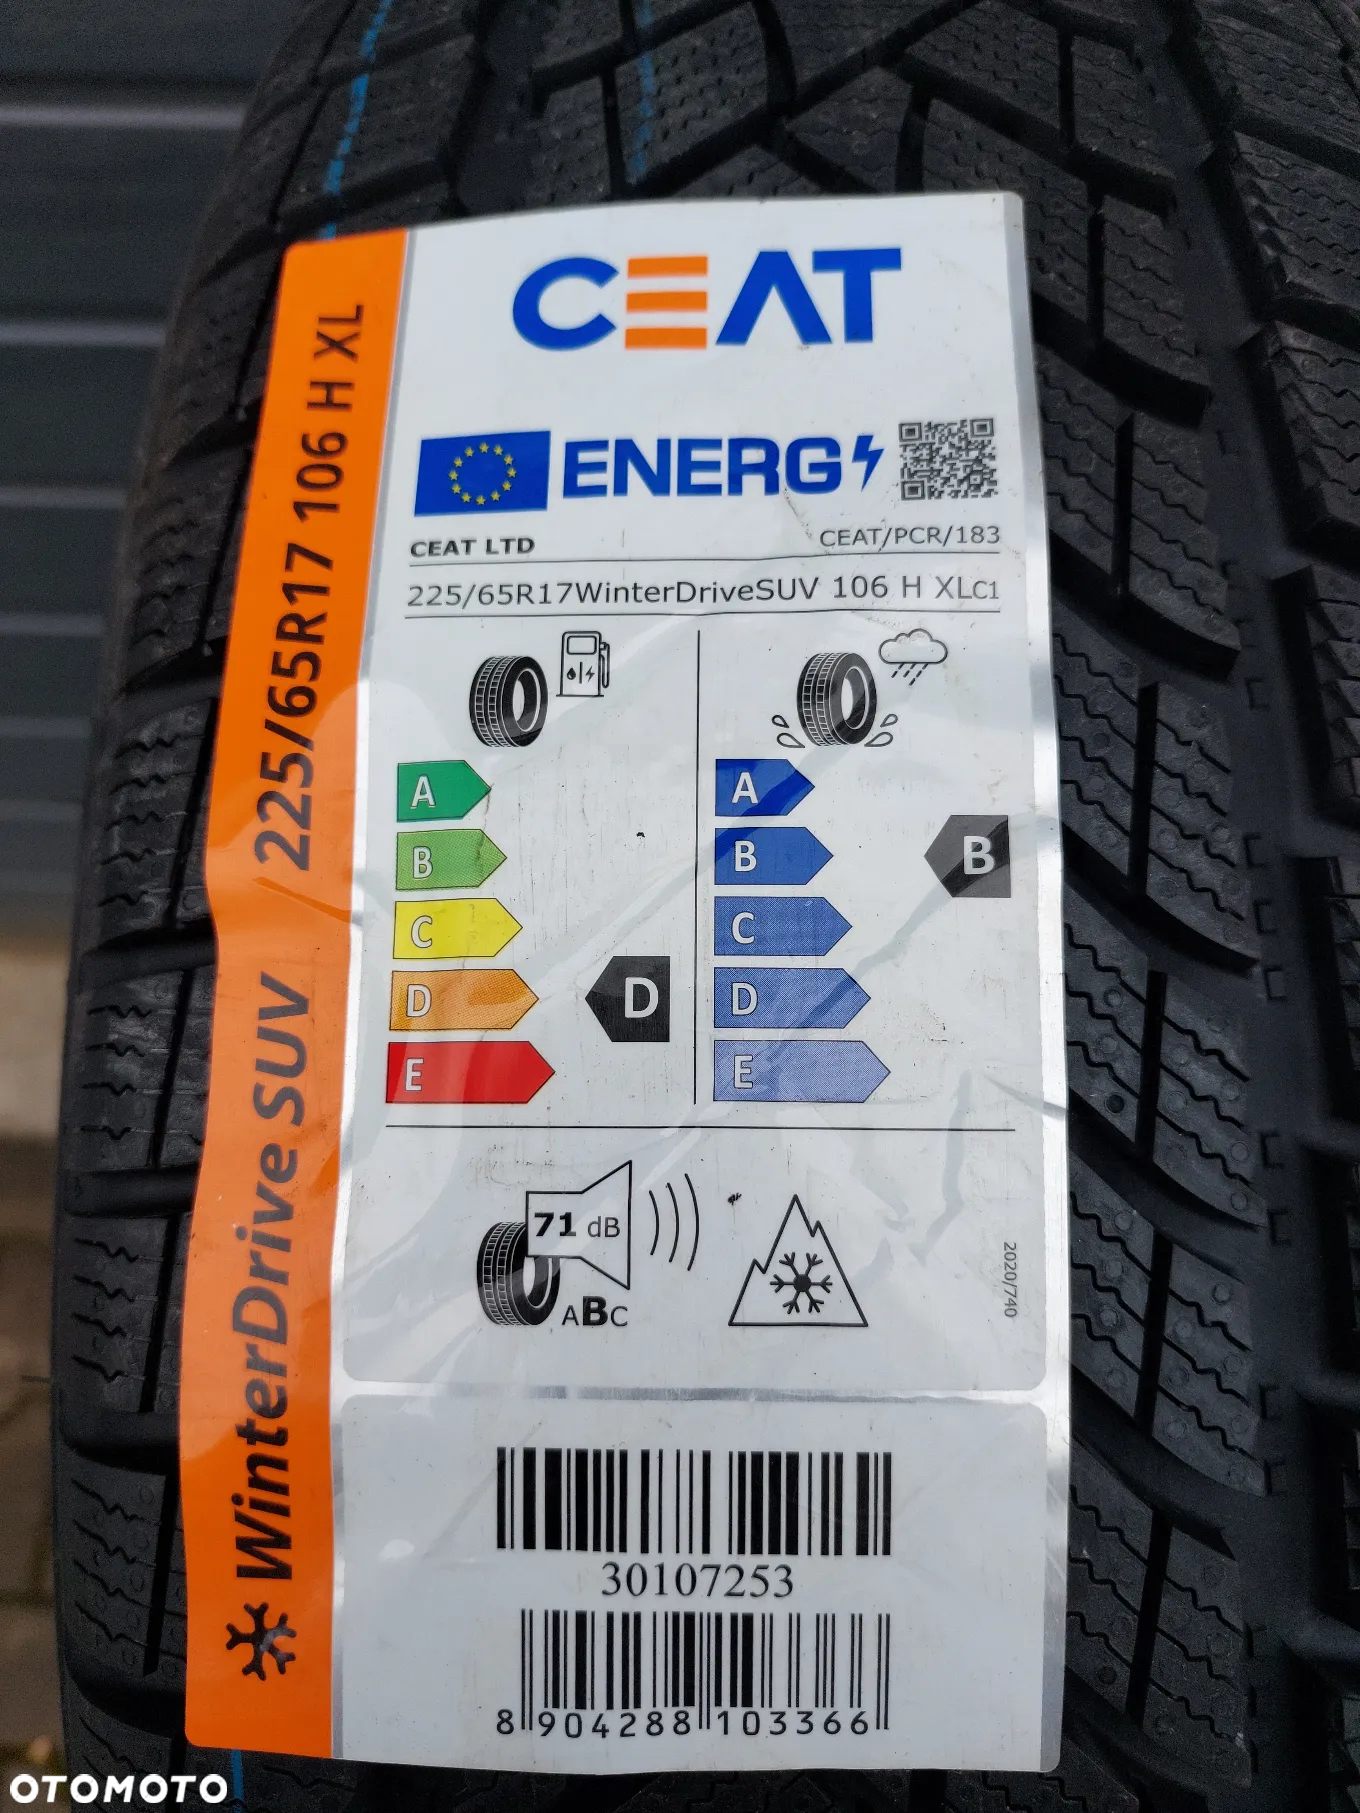 CEAT
ENERG
CEAT LTD
CEAT/PCR/183
225/65R17WinterDriveSUV 106 H XLC1
A
B
C
D
E
D
A
B
C
D
E
B
71 dB
ABC
2020/740
30107253
8 904288 103366
WinterDrive SUV 225/65R17 106 H XL
OTOMOTO